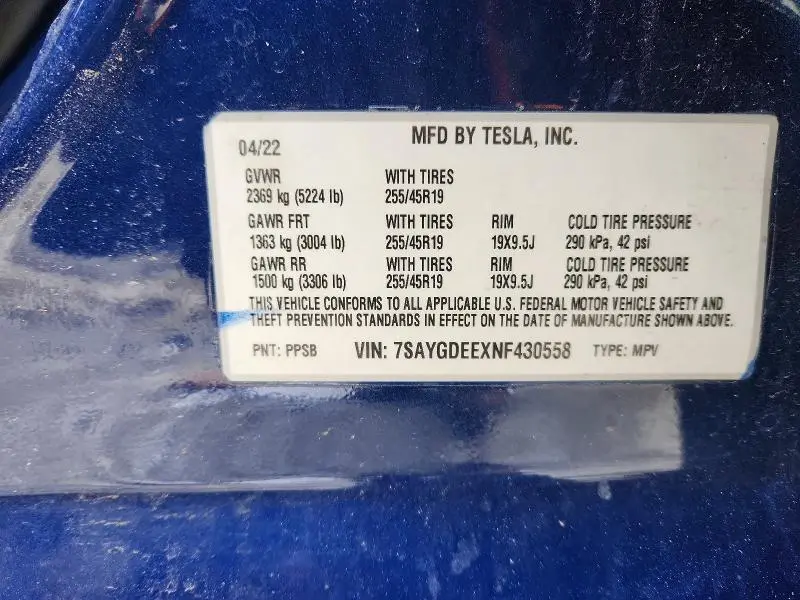 04/22 MFD BY TESLA, INC.
GVWR WITH TIRES
2369 kg (5224 lb) 255/45R19
GAWR FRT WITH TIRES RIM COLD TIRE PRESSURE
1363 kg (3004 lb) 255/45R19 19X9.5J 290 kPa, 42 psi
GAWR RR WITH TIRES RIM COLD TIRE PRESSURE
1500 kg (3306 lb) 255/45R19 19X9.5J 290 kPa, 42 psi
THIS VEHICLE CONFORMS TO ALL APPLICABLE U.S. FEDERAL MOTOR VEHICLE SAFETY AND
THEFT PREVENTION STANDARDS IN EFFECT ON THE DATE OF MANUFACTURE SHOWN ABOVE.
PNT: PPSB VIN: 7SAYGDEEXNF430558 TYPE: MPV